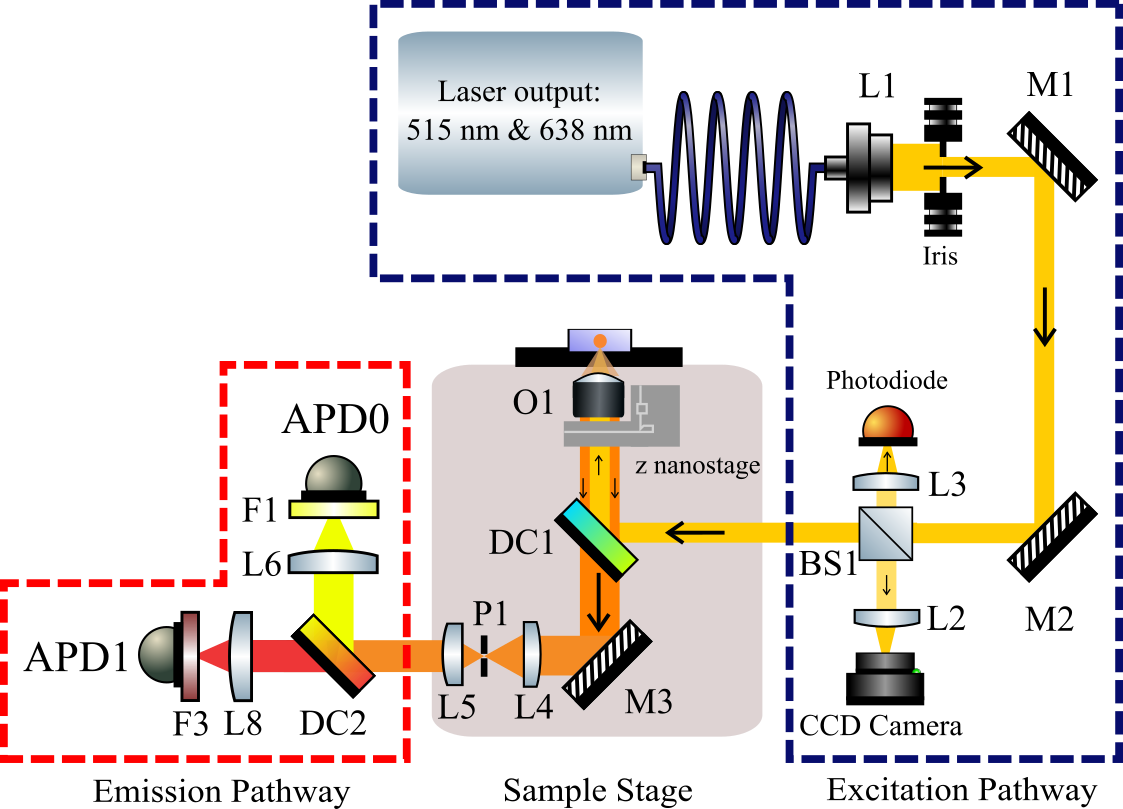 Laser output:
515 nm & 638 nm
L1
M1
Iris
Photodiode
L3
BS1
L2
M2
CCD Camera
O1
z nanostage
DC1
P1
L5
L4
M3
APD0
F1
L6
APD1
F3
L8
DC2
Emission Pathway
Sample Stage
Excitation Pathway